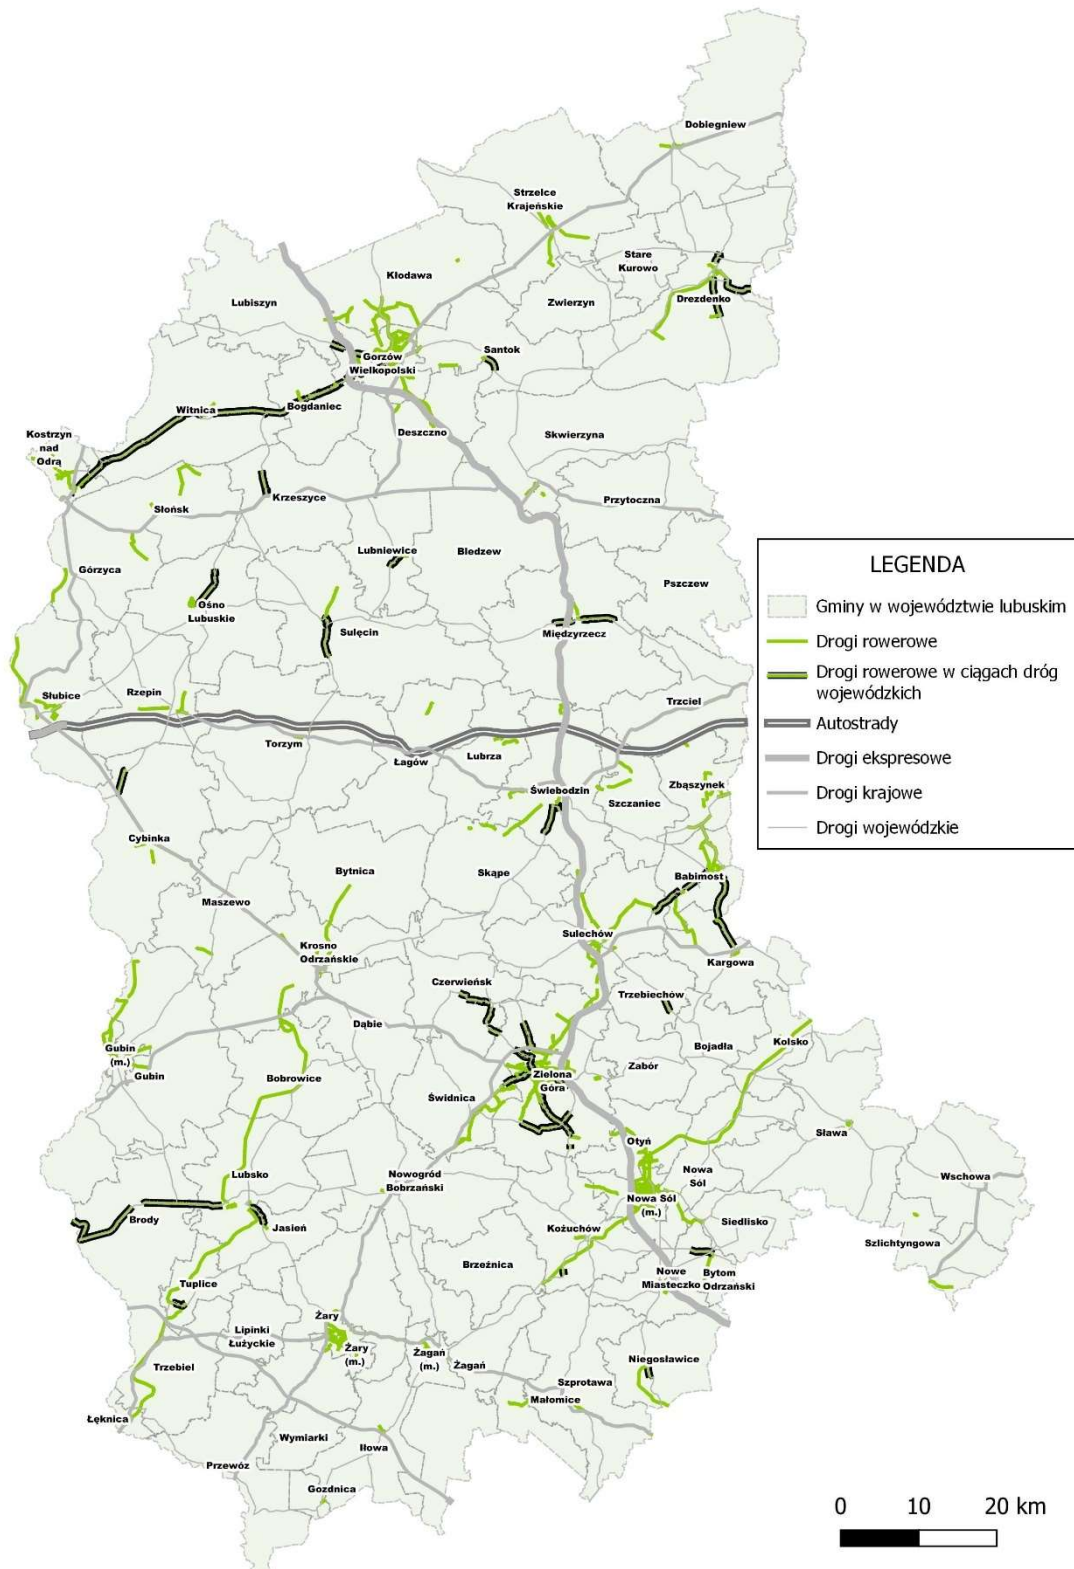 Dobiegniew
Strzelce
Krajeńskie
Stare
Kurowo
Kłodawa
Lubiszyn
Zwierzyn
Drezdenko
Gorzów
Wielkopolski
Santok
Witnica
Bogdaniec
Deszczno
Skwierzyna
Kostrzyn
nad
Odrą
Krzeszyce
Przytoczna
Słońsk
Lubniewice
Bledzew
Górzyca
Pszczew
Ośno
Lubuskie
Sulęcin
Międzyrzecz
Słubice
Rzepin
Trzciel
Torzym
Łagów
Lubrza
Świebodzin
Szczaniec
Zbąszynek
Cybinka
Bytnica
Skąpe
Babimost
Maszewo
Sulechów
Krosno
Odrzańskie
Kargowa
Czerwieńsk
Trzebiechów
Dąbie
Bojadła
Kolsko
Gubin
(m.)
Gubin
Bobrowice
Zielona
Góra
Zabór
Świdnica
Otyń
Sława
Lubsko
Nowogród
Bobrzański
Nowa
Sól
Wschowa
Nowa Sól
(m.)
Brody
Jasień
Kożuchów
Siedlisko
Szlichtyngowa
Brzeźnica
Nowe
Miasteczko
Bytom
Odrzański
Tuplice
Żary
Lipinki
Łużyckie
Żary
(m.)
Żagań
(m.)
Żagań
Niegosławice
Trzebiel
Szprotawa
Małomice
Łęknica
Wymiarki
Iłowa
Przewóz
Gozdnica
LEGENDA
Gminy w województwie lubuskim
Drogi rowerowe
Drogi rowerowe w ciągach dróg
wojewódzkich
Autostrady
Drogi ekspresowe
Drogi krajowe
Drogi wojewódzkie
0 10 20 km